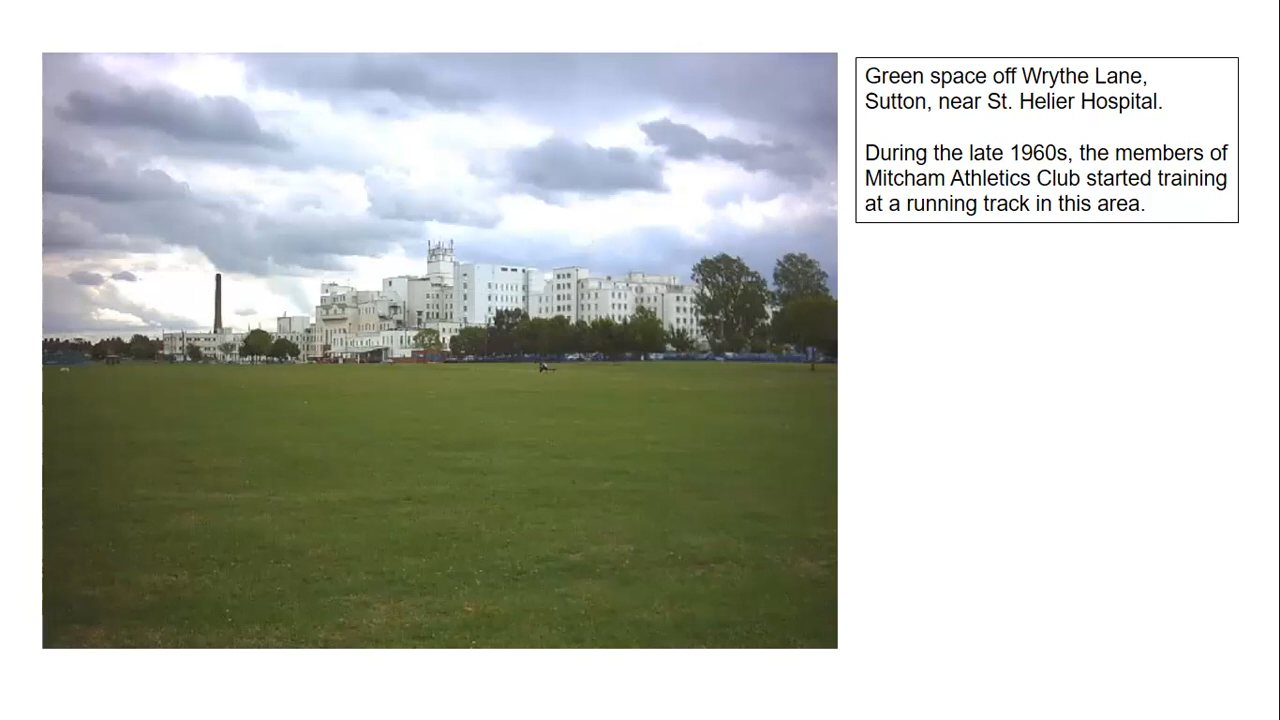 Green space off Wrythe Lane,
Sutton, near St. Helier Hospital.
During the late 1960s, the members of
Mitcham Athletics Club started training
at a running track in this area.